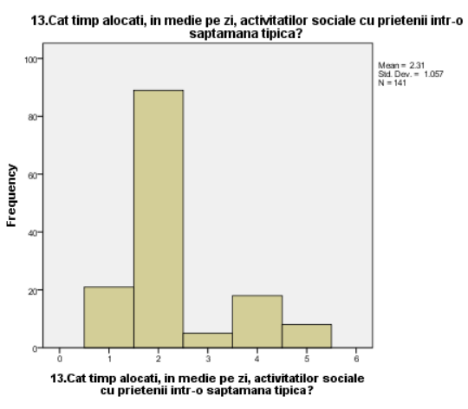 13.Cat timp alocati, in medie pe zi, activitatilor sociale cu prietenii intr-o
saptamana tipica?
Mean = 2.31
Std. Dev. = 1.057
N = 141
Frequency
100
80
60
40
20
0
0 1 2 3 4 5 6
13.Cat timp alocati, in medie pe zi, activitatilor sociale
cu prietenii intr-o saptamana tipica?